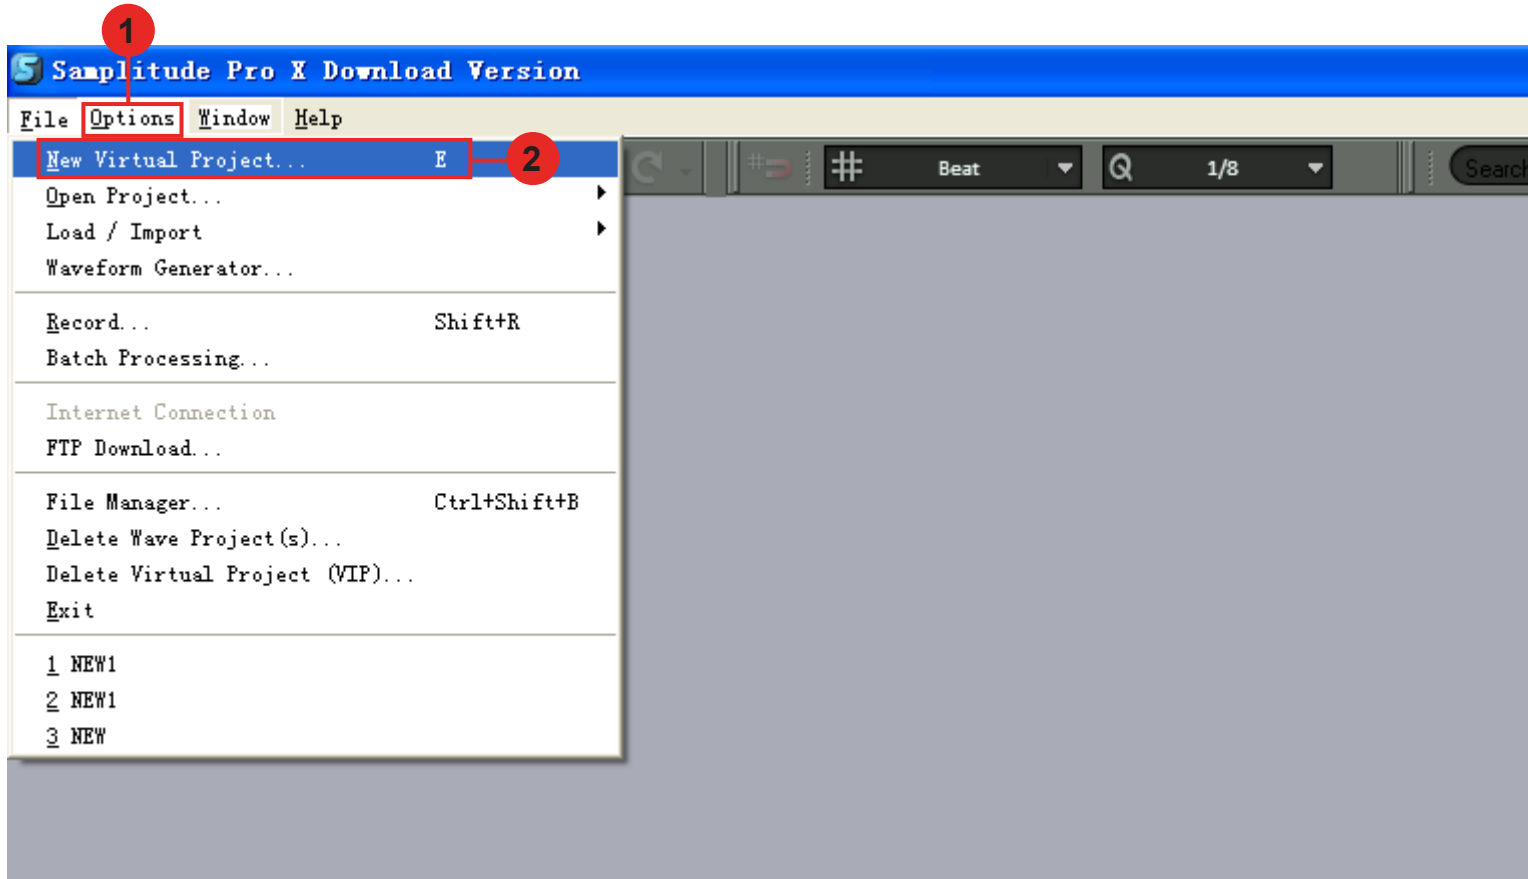 1
Samplitude Pro X Download Version
File Options Window Help
New Virtual Project... E 2
Beat Q 1/8 Search
Open Project...
Load / Import
Waveform Generator...
Record... Shift+R
Batch Processing...
Internet Connection
FTP Download...
File Manager... Ctrl+Shift+B
Delete Wave Project(s)...
Delete Virtual Project (VIP)...
Exit
1 NEW1
2 NEW1
3 NEW